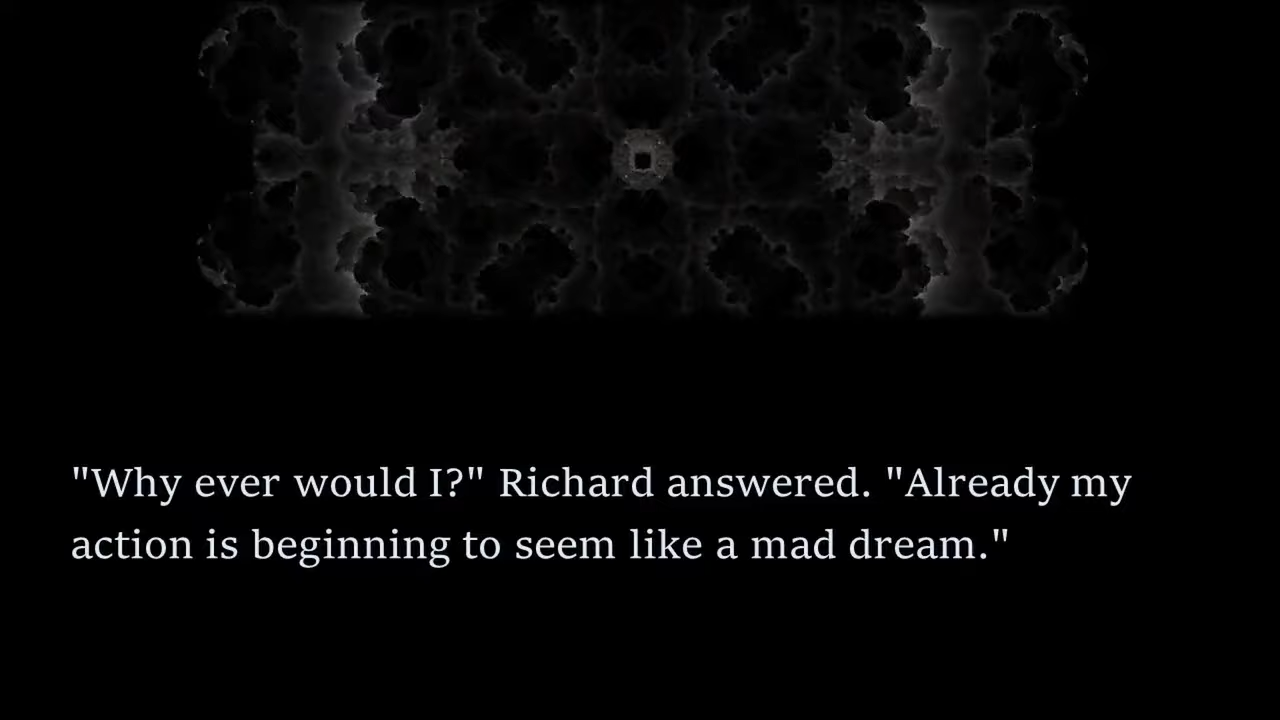 "Why ever would I?" Richard answered. "Already my
action is beginning to seem like a mad dream."